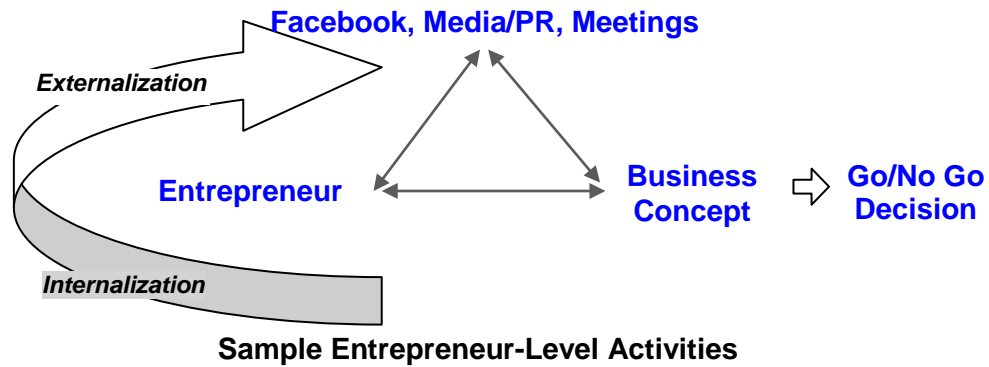 Facebook, Media/PR, Meetings
Externalization
Entrepreneur
Business
Concept
Go/No Go
Decision
Internalization
Sample Entrepreneur-Level Activities